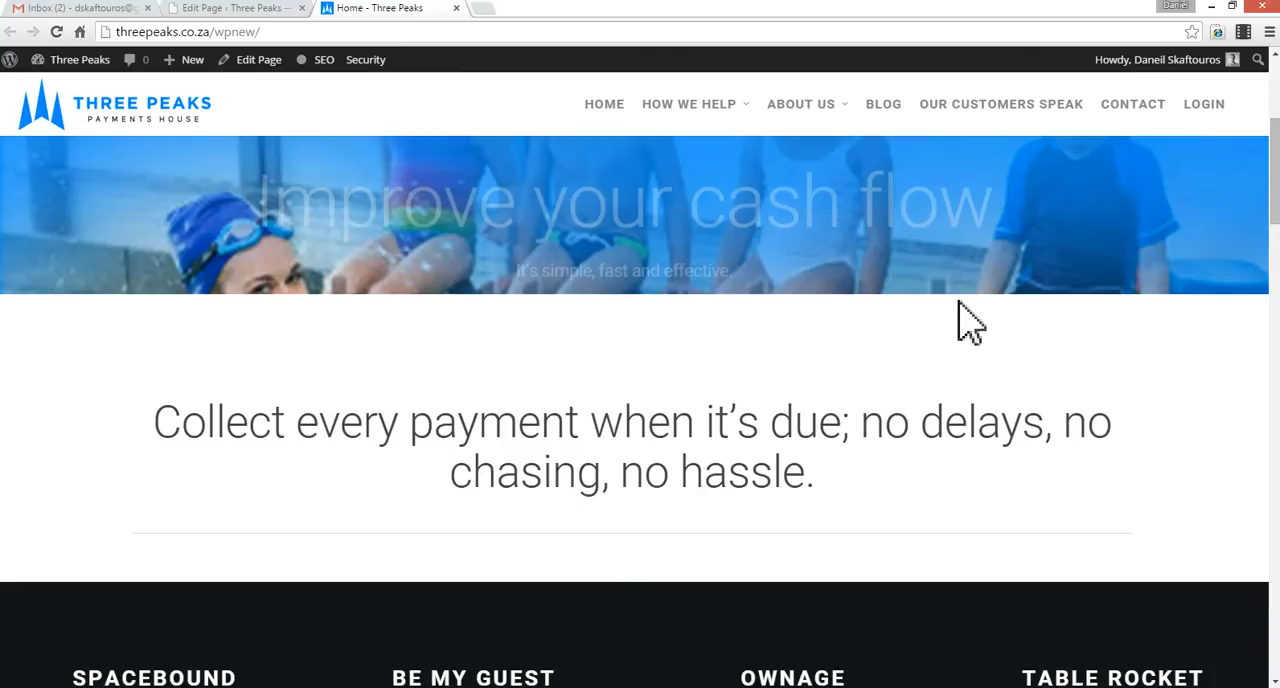 Inbox (2) - dskaftouros@g
Edit Page ‹ Three Peaks —
Home - Three Peaks
Daniel
threepeaks.co.za/wpnew/
Three Peaks 0 New Edit Page SEO Security
Howdy, Daneil Skaftouros
THREE PEAKS
PAYMENTS HOUSE
HOME HOW WE HELP ABOUT US BLOG OUR CUSTOMERS SPEAK CONTACT LOGIN
Improve your cash flow
It's simple, fast and effective.
Collect every payment when it’s due; no delays, no
chasing, no hassle.
SPACEBOUND BE MY GUEST OWNAGE TABLE ROCKET